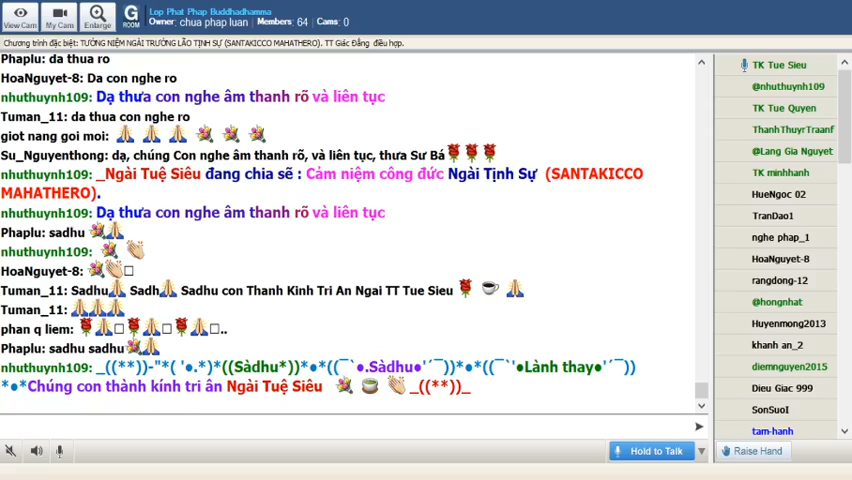 View Cam
My Cam
Enlarge
G
ROOM
Lop Phat Phap Buddhadhamma
Owner: chua phap luan Members: 64 Cams: 0
Chương trình đặc biệt: TƯỞNG NIỆM NGÀI TRƯỞNG LÃO TỊNH SỰ (SANTAKICCO MAHATHERO). TT Giác Đẳng điều hợp.
Phaplu: da thua ro
HoaNguyet-8: Da con nghe ro
nhuthuynh109: Dạ thưa con nghe âm thanh rõ và liên tục
Tuman_11: da thua con nghe ro
giot nang goi moi: 🙏 🙏 🙏 💐 💐 💐
Su_Nguyenthong: dạ, chúng Con nghe âm thanh rõ, và liên tục, thưa Sư Bá🌹🌹🌹
nhuthuynh109: _Ngài Tuệ Siêu đang chia sẽ : Cảm niệm công đức Ngài Tịnh Sự (SANTAKICCO
MAHATHERO).
nhuthuynh109: Dạ thưa con nghe âm thanh rõ và liên tục
Phaplu: sadhu 💐🙏
nhuthuynh109: 💐 👏
HoaNguyet-8: 💐👏□
Tuman_11: Sadhu🙏 Sadh🙏 Sadhu con Thanh Kinh Tri An Ngai TT Tue Sieu 🌹 ☕ 🙏
Tuman_11: 🙏🙏🙏
phan q liem: 🌹🙏□🌹🙏□🌹🙏□..
Phaplu: sadhu sadhu💐🙏
nhuthuynh109: _((**))-"*( '•.*)*((Sàdhu*))*•*((¯`•.Sàdhu•'´¯))*•*((¯`'•Lành thay•'´¯))
*•*Chúng con thành kính tri ân Ngài Tuệ Siêu 💐 🍵 👏 _((**))_
Hold to Talk
TK Tue Sieu
@nhuthuynh109
TK Tue Quyen
ThanhThuyrTraanf
@Lang Gia Nguyet
TK minhhanh
HueNgoc 02
TranDao1
nghe phap_1
HoaNguyet-8
rangdong-12
@hongnhat
Huyenmong2013
khanh an_2
diemnguyen2015
Dieu Giac 999
SonSuoI
tam-hanh
Raise Hand